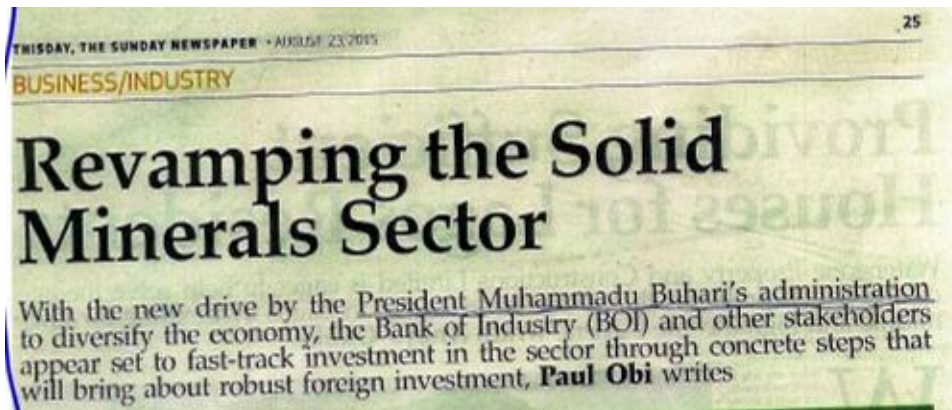 25
THISDAY, THE SUNDAY NEWSPAPER • AUGUST 23, 2015
BUSINESS/INDUSTRY
Revamping the Solid
Minerals Sector
With the new drive by the President Muhammadu Buhari's administration
to diversify the economy, the Bank of Industry (BOI) and other stakeholders
appear set to fast-track investment in the sector through concrete steps that
will bring about robust foreign investment, Paul Obi writes